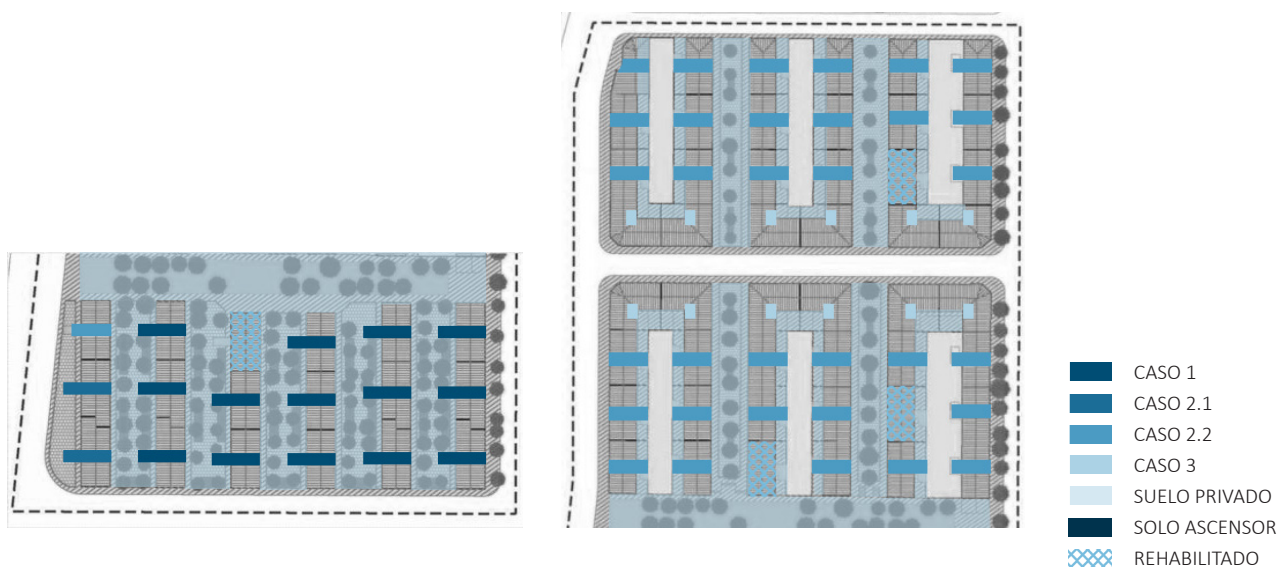 CASO 1
CASO 2.1
CASO 2.2
CASO 3
SUELO PRIVADO
SOLO ASCENSOR
REHABILITADO